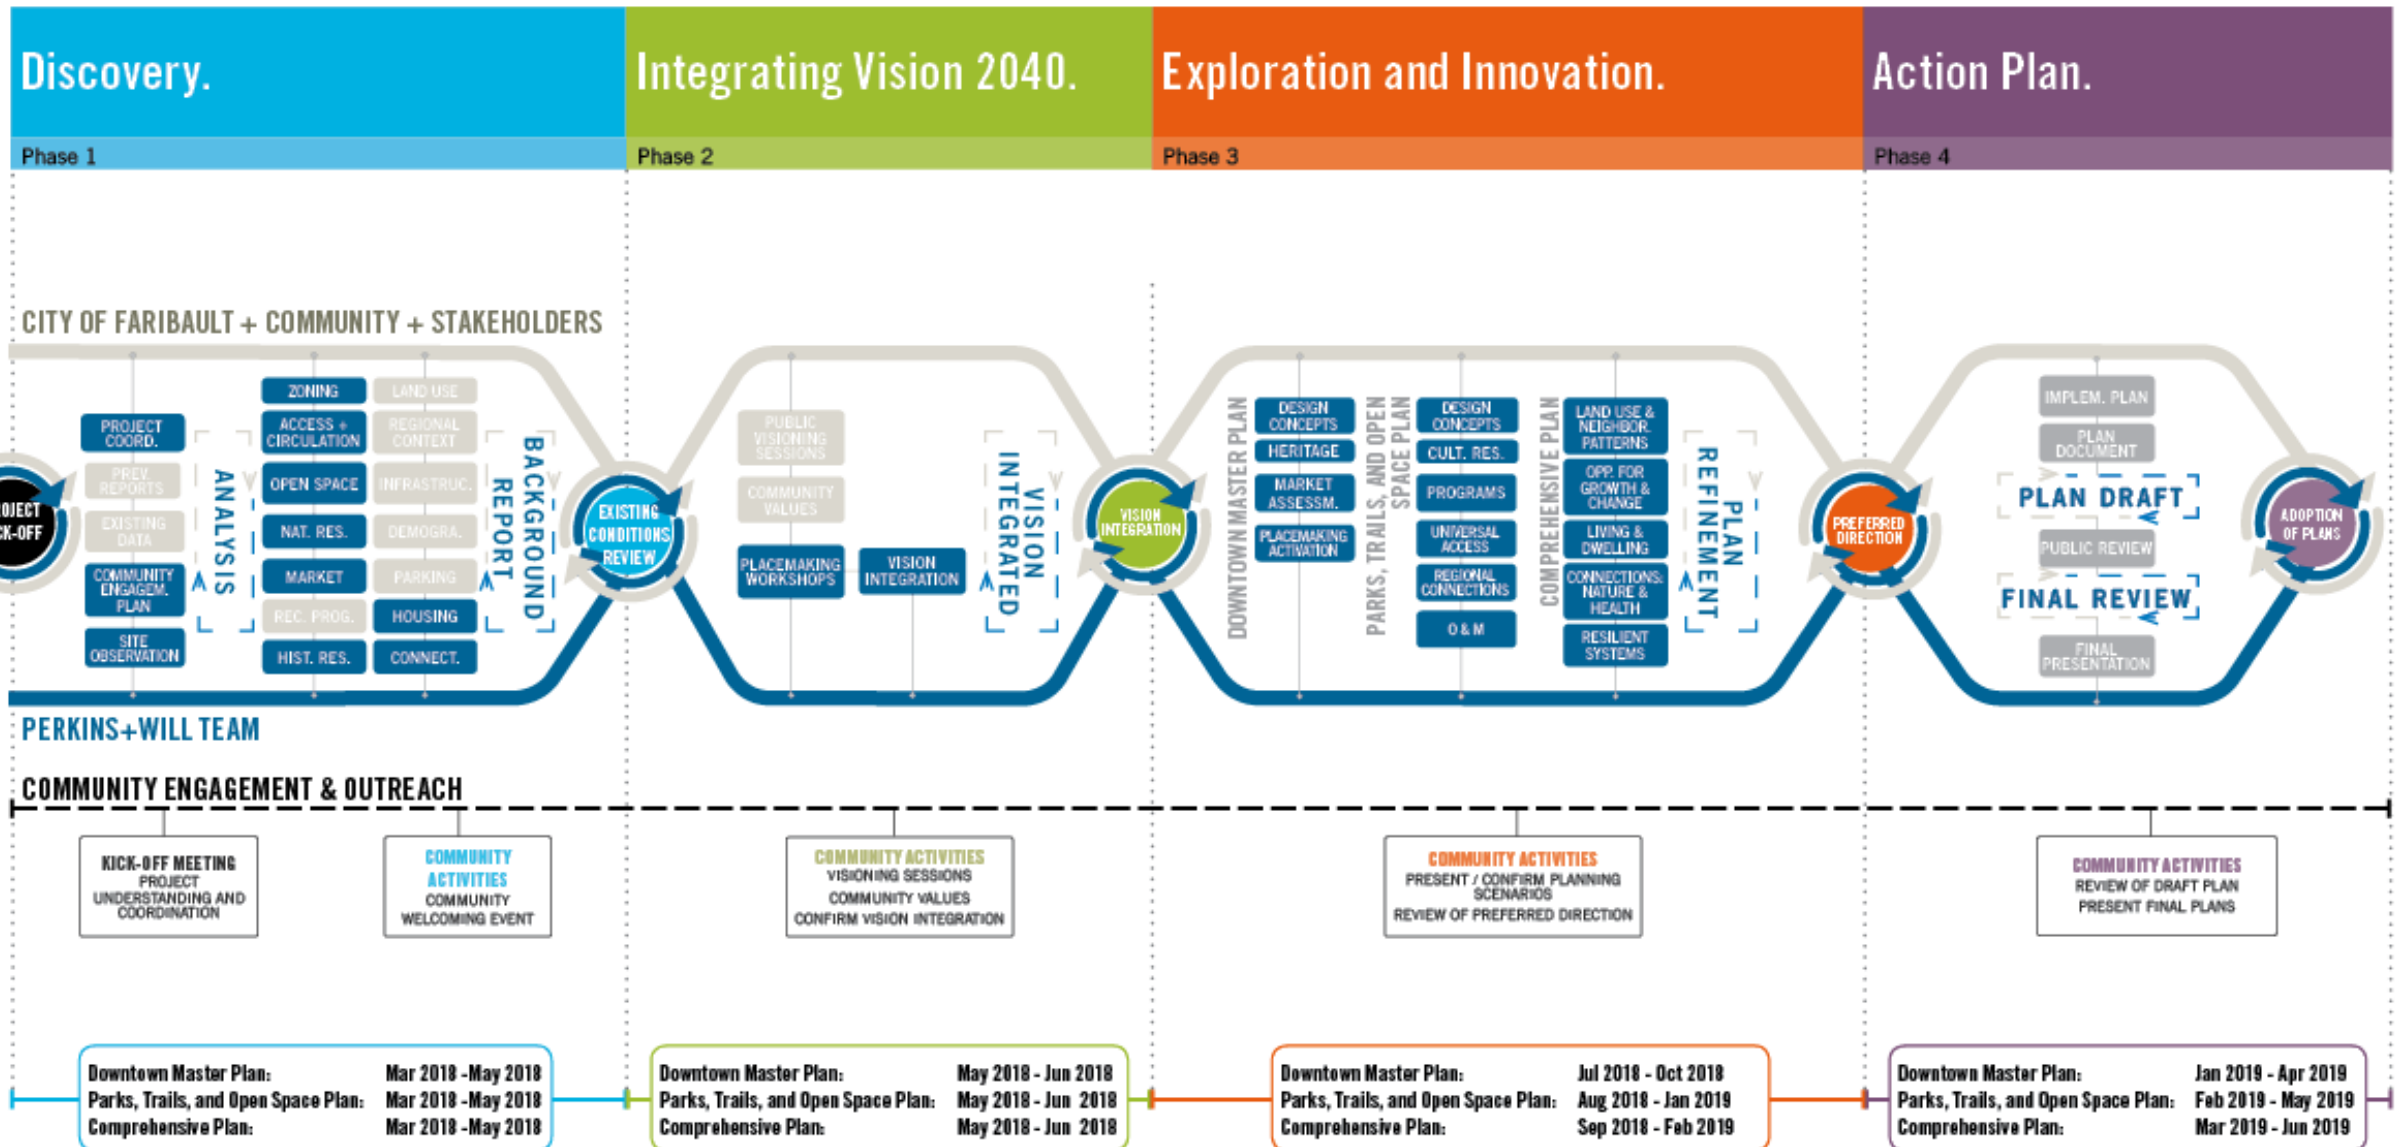 Discovery.
Integrating Vision 2040.
Exploration and Innovation.
Action Plan.
Phase 1
Phase 2
Phase 3
Phase 4
CITY OF FARIBAULT + COMMUNITY + STAKEHOLDERS
OJECT
CK-OFF
PROJECT
COORD.
PREV.
REPORTS
EXISTING
DATA
COMMUNITY
ENGAGEM.
PLAN
SITE
OBSERVATION
ANALYSIS
ZONING
ACCESS +
CIRCULATION
OPEN SPACE
NAT. RES.
MARKET
REC. PROG.
HIST. RES.
LAND USE
REGIONAL
CONTEXT
INFRASTRUC.
DEMOGRA.
PARKING
HOUSING
CONNECT.
BACKGROUND
REPORT
EXISTING
CONDITIONS
REVIEW
PUBLIC
VISIONING
SESSIONS
COMMUNITY
VALUES
PLACEMAKING
WORKSHOPS
VISION
INTEGRATION
VISION
INTEGRATED
VISION
INTEGRATION
DOWNTOWN MASTER PLAN
DESIGN
CONCEPTS
HERITAGE
MARKET
ASSESSM.
PLACEMAKING
ACTIVATION
PARKS, TRAILS, AND OPEN
SPACE PLAN
DESIGN
CONCEPTS
CULT. RES.
PROGRAMS
UNIVERSAL
ACCESS
REGIONAL
CONNECTIONS
O & M
COMPREHENSIVE PLAN
LAND USE &
NEIGHBOR.
PATTERNS
OPP. FOR
GROWTH &
CHANGE
LIVING &
DWELLING
CONNECTIONS:
NATURE &
HEALTH
RESILIENT
SYSTEMS
PLAN
REFINEMENT
PREFERRED
DIRECTION
IMPLEM. PLAN
PLAN
DOCUMENT
PLAN DRAFT
PUBLIC REVIEW
FINAL REVIEW
FINAL
PRESENTATION
ADOPTION
OF PLANS
PERKINS+WILL TEAM
COMMUNITY ENGAGEMENT & OUTREACH
KICK-OFF MEETING
PROJECT
UNDERSTANDING AND
COORDINATION
COMMUNITY
ACTIVITIES
COMMUNITY
WELCOMING EVENT
COMMUNITY ACTIVITIES
VISIONING SESSIONS
COMMUNITY VALUES
CONFIRM VISION INTEGRATION
COMMUNITY ACTIVITIES
PRESENT / CONFIRM PLANNING
SCENARIOS
REVIEW OF PREFERRED DIRECTION
COMMUNITY ACTIVITIES
REVIEW OF DRAFT PLAN
PRESENT FINAL PLANS
Downtown Master Plan: Mar 2018 -May 2018
Parks, Trails, and Open Space Plan: Mar 2018 -May 2018
Comprehensive Plan: Mar 2018 -May 2018
Downtown Master Plan: May 2018 - Jun 2018
Parks, Trails, and Open Space Plan: May 2018 - Jun 2018
Comprehensive Plan: May 2018 - Jun 2018
Downtown Master Plan: Jul 2018 - Oct 2018
Parks, Trails, and Open Space Plan: Aug 2018 - Jan 2019
Comprehensive Plan: Sep 2018 - Feb 2019
Downtown Master Plan: Jan 2019 - Apr 2019
Parks, Trails, and Open Space Plan: Feb 2019 - May 2019
Comprehensive Plan: Mar 2019 - Jun 2019